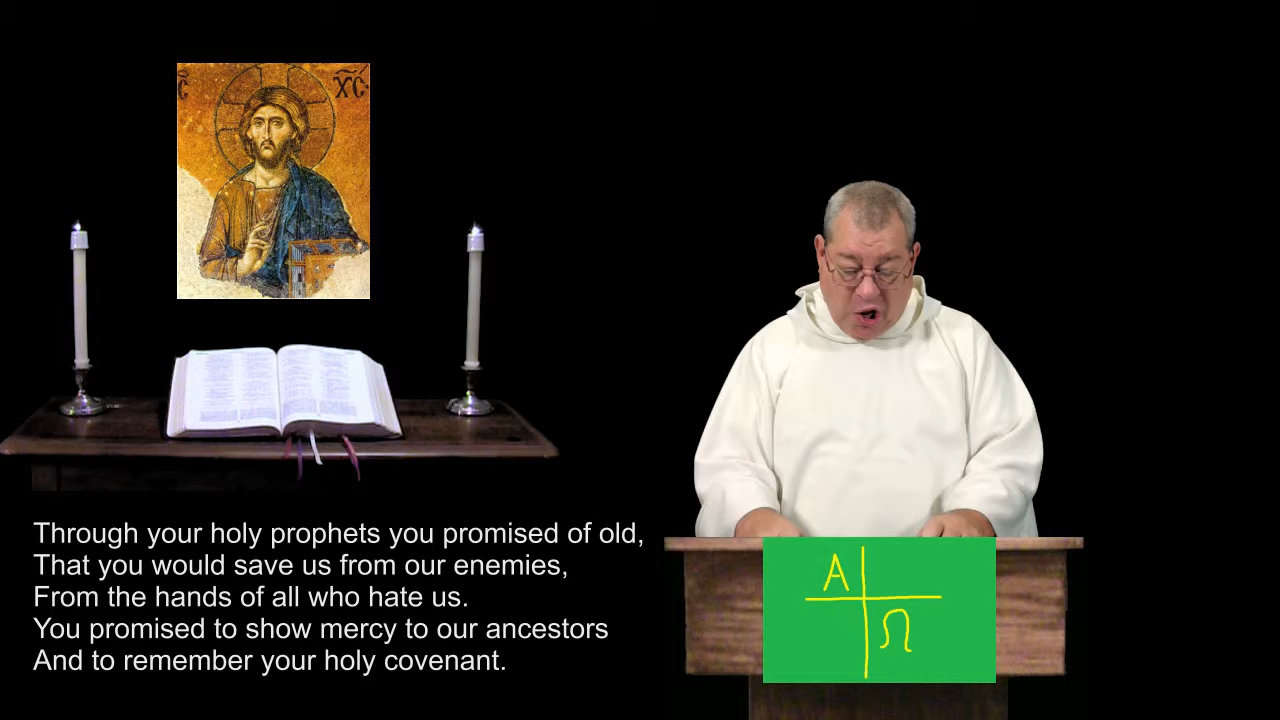 C
XC
Through your holy prophets you promised of old,
That you would save us from our enemies,
From the hands of all who hate us.
You promised to show mercy to our ancestors
And to remember your holy covenant.
A
Ω